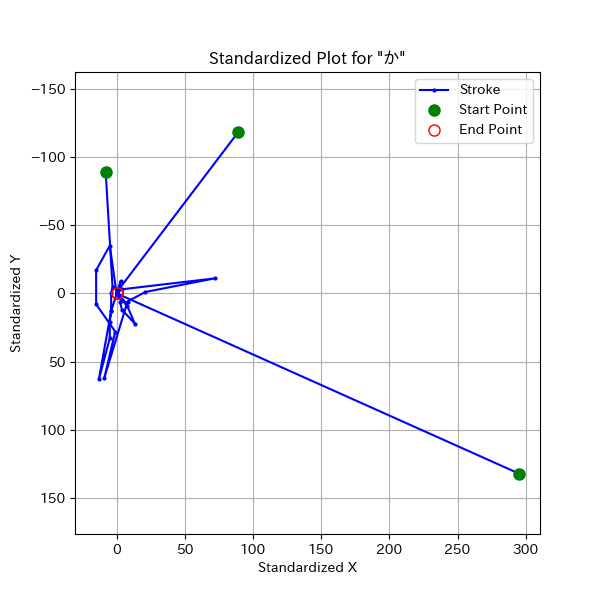 Standardized Plot for "か"
Stroke
Start Point
End Point
Standardized Y
−150
−100
−50
0
50
100
150
0 50 100 150 200 250 300
Standardized X